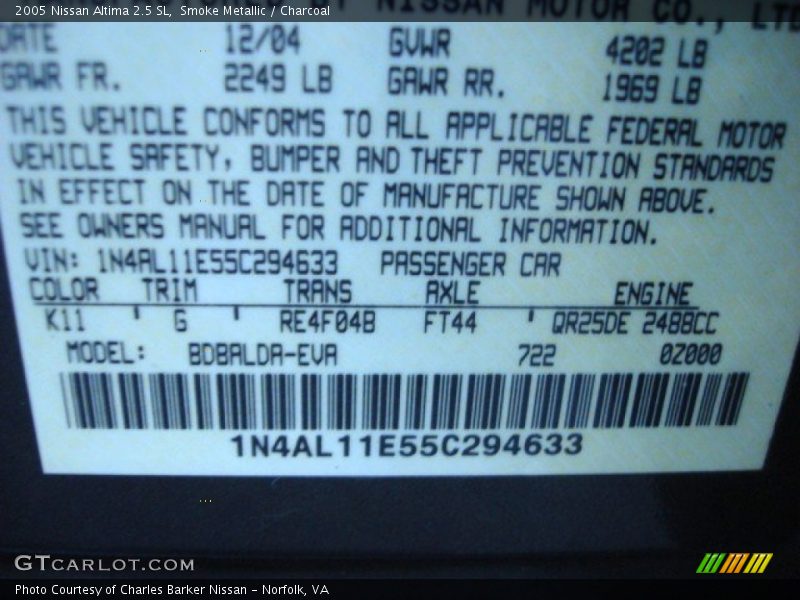 2005 Nissan Altima 2.5 SL,  Smoke Metallic / Charcoal
NISSAN MOTOR CO., LTD
DATE 12/04 GVWR 4202 LB
GAWR FR. 2249 LB GAWR RR. 1969 LB
THIS VEHICLE CONFORMS TO ALL APPLICABLE FEDERAL MOTOR
VEHICLE SAFETY, BUMPER AND THEFT PREVENTION STANDARDS
IN EFFECT ON THE DATE OF MANUFACTURE SHOWN ABOVE.
SEE OWNERS MANUAL FOR ADDITIONAL INFORMATION.
VIN: 1N4AL11E55C294633 PASSENGER CAR
COLOR TRIM TRANS AXLE ENGINE
K11 G RE4F04B FT44 QR25DE 2488CC
MODEL: BDBALDA-EVA 722 0Z000
1N4AL11E55C294633
GTCARLOT.COM
Photo Courtesy of Charles Barker Nissan - Norfolk, VA